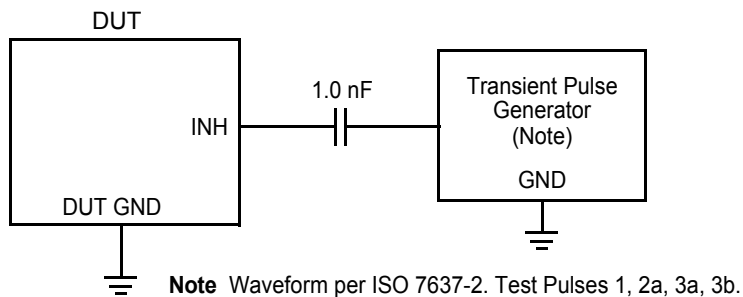 DUT
INH
DUT GND
1.0 nF
Transient Pulse
Generator
(Note)
GND
Note Waveform per ISO 7637-2. Test Pulses 1, 2a, 3a, 3b.